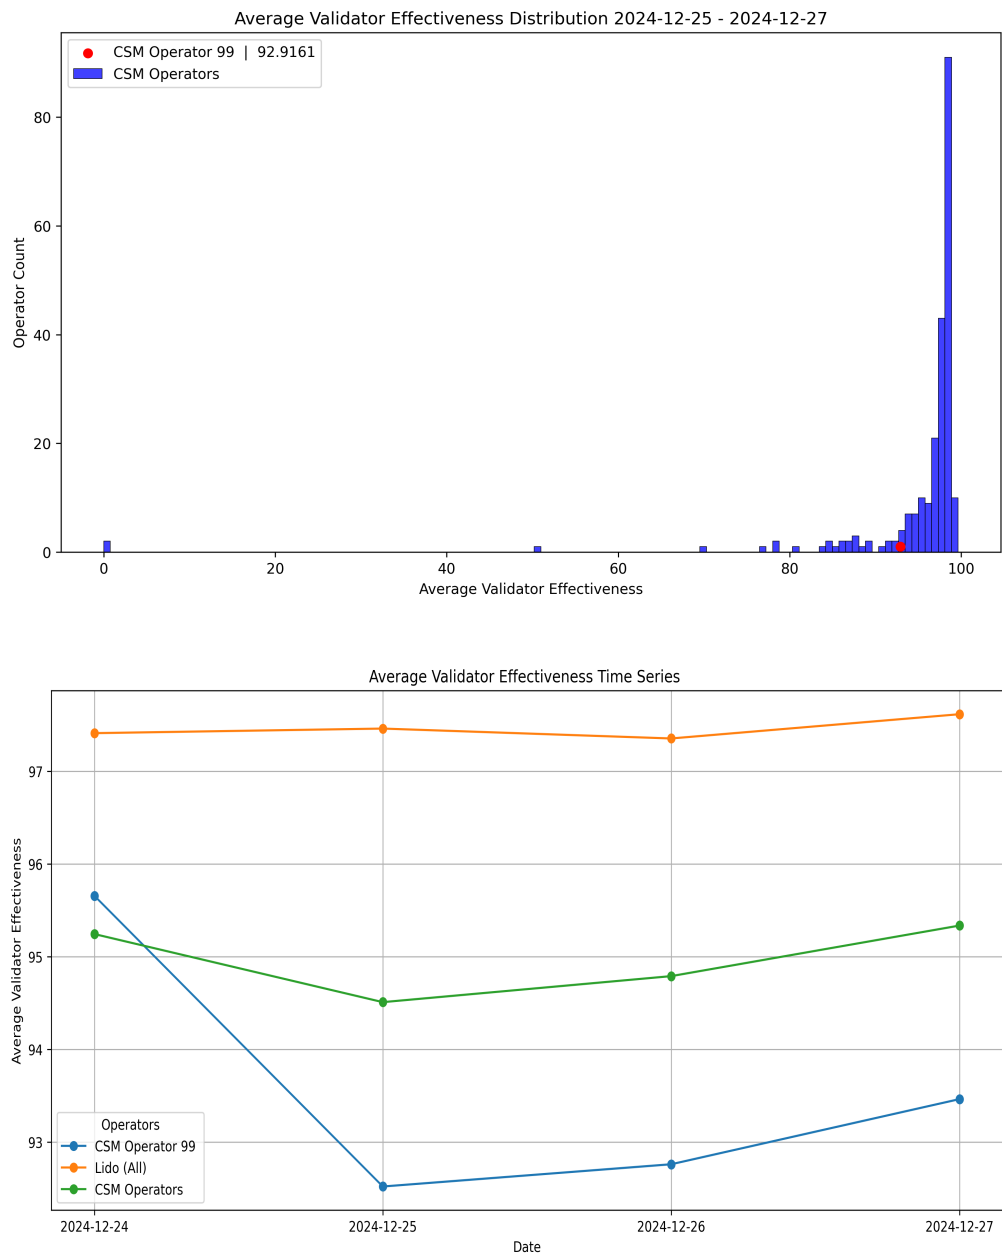 Average Validator Effectiveness Distribution 2024-12-25 - 2024-12-27
CSM Operator 99 | 92.9161
CSM Operators
Operator Count
80
60
40
20
0
0 20 40 60 80 100
Average Validator Effectiveness
Average Validator Effectiveness Time Series
Average Validator Effectiveness
97
96
95
94
93
Operators
CSM Operator 99
Lido (All)
CSM Operators
2024-12-24 2024-12-25 2024-12-26 2024-12-27
Date